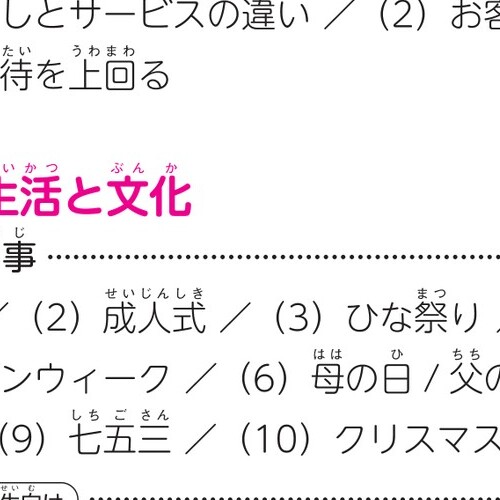 しとサービスの違い ／（2）お客
待を上回る
生活と文化
事
／（2）成人式 ／（3）ひな祭り ／
ンウィーク ／（6）母の日 / 父の
（9）七五三 ／（10）クリスマス